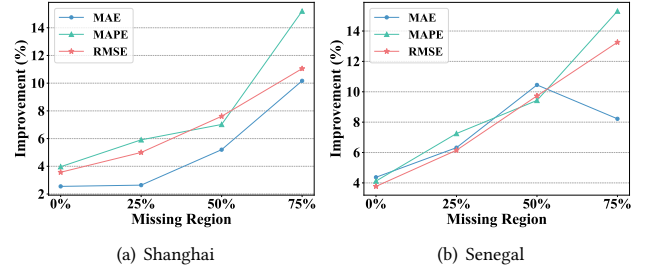 MAE
MAPE
RMSE
Improvement (%)
14
12
10
8
6
4
2
0% 25% 50% 75%
Missing Region
(a) Shanghai
MAE
MAPE
RMSE
Improvement (%)
14
12
10
8
6
4
0% 25% 50% 75%
Missing Region
(b) Senegal